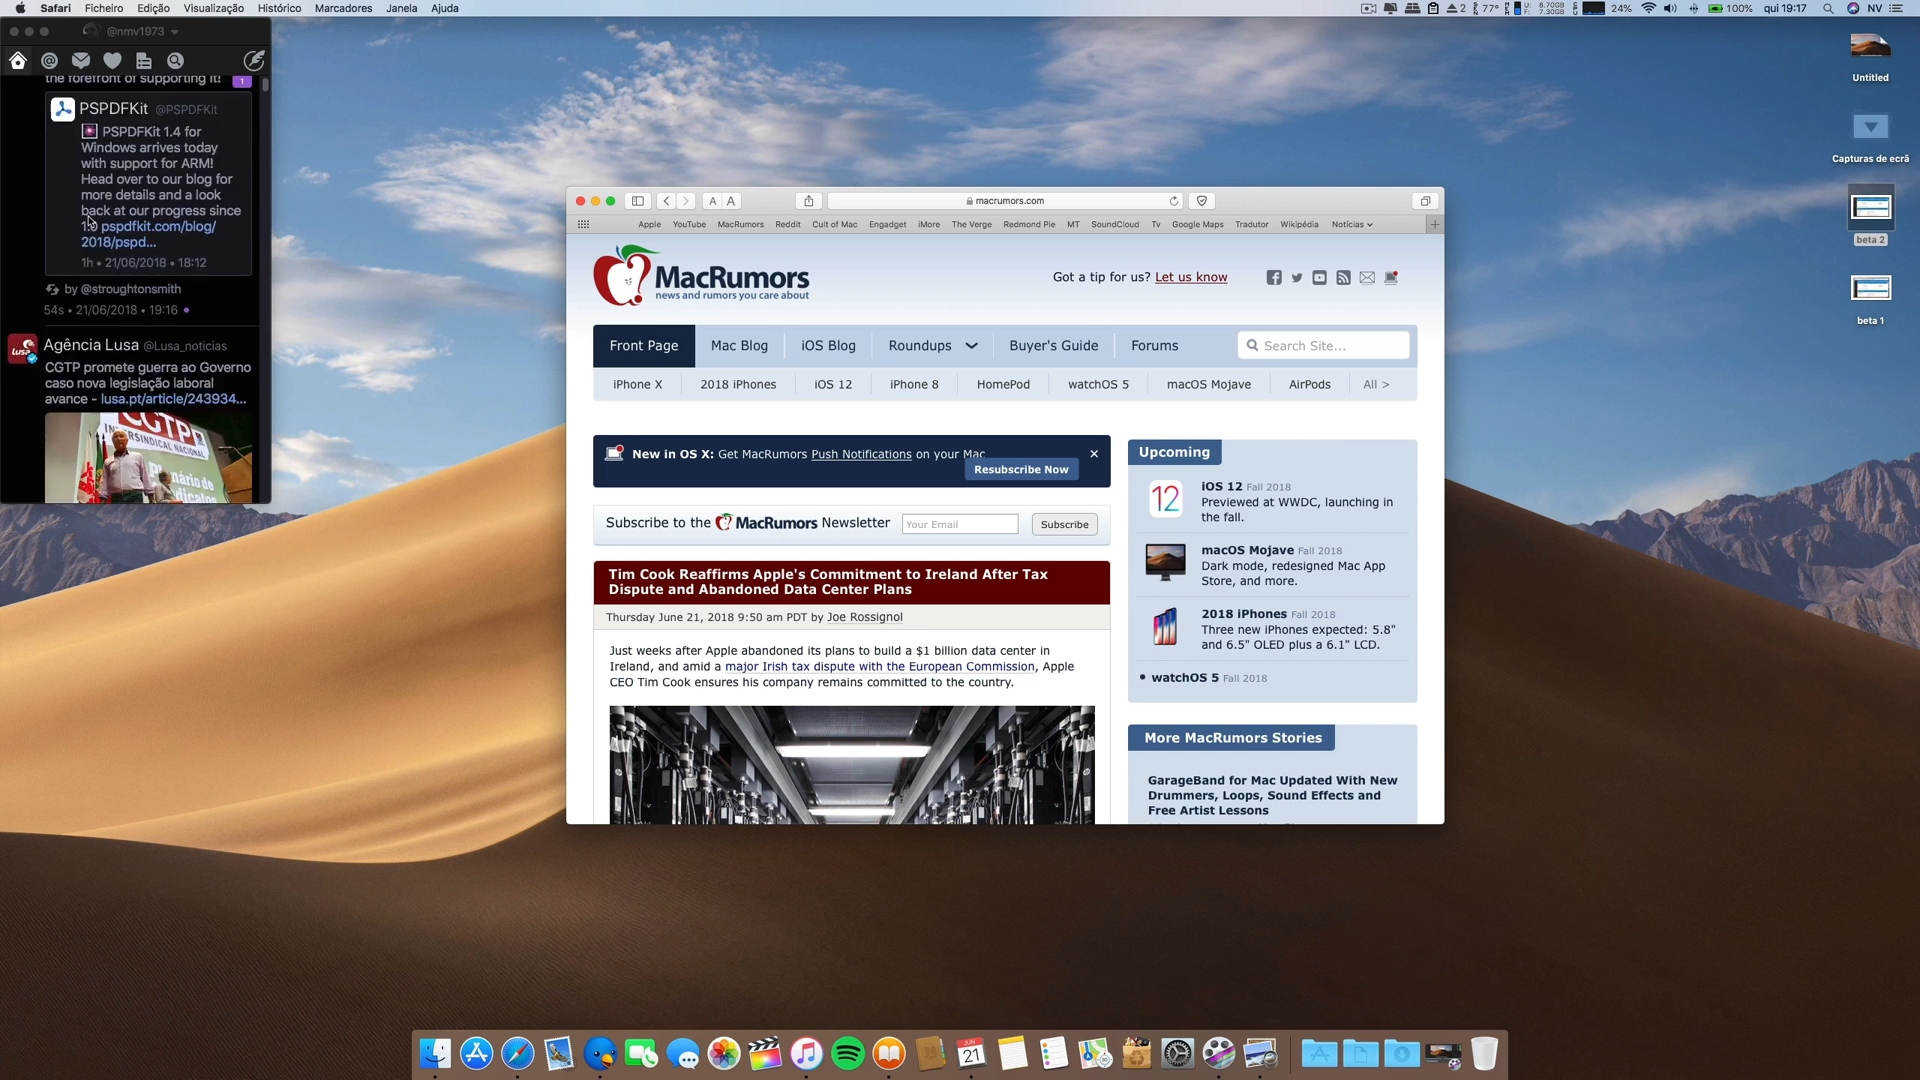 Safari Ficheiro Edição Visualização Histórico Marcadores Janela Ajuda
2 77° 8.70GB 7.30GB 24% 100% qui 19:17 NV
@nmv1973
the forefront of supporting it!
1
PSPDFKit @PSPDFKit
PSPDFKit 1.4 for
Windows arrives today
with support for ARM!
Head over to our blog for
more details and a look
back at our progress since
pspdfkit.com/blog/
2018/pspd...
1h • 21/06/2018 • 18:12
by @stroughtonsmith
54s • 21/06/2018 • 19:16
Agência Lusa @Lusa_noticias
CGTP promete guerra ao Governo
caso nova legislação laboral
avance - lusa.pt/article/243934...
CGTP
INTERSINDICAL NACIONAL
A A
macrumors.com
Apple YouTube MacRumors Reddit Cult of Mac Engadget iMore The Verge Redmond Pie MT SoundCloud Tv Google Maps Tradutor Wikipédia Notícias
MacRumors
news and rumors you care about
Got a tip for us? Let us know
Front Page Mac Blog iOS Blog Roundups Buyer's Guide Forums Search Site...
iPhone X 2018 iPhones iOS 12 iPhone 8 HomePod watchOS 5 macOS Mojave AirPods All >
New in OS X: Get MacRumors Push Notifications on your Mac
Resubscribe Now
Subscribe to the MacRumors Newsletter Your Email Subscribe
Tim Cook Reaffirms Apple's Commitment to Ireland After Tax
Dispute and Abandoned Data Center Plans
Thursday June 21, 2018 9:50 am PDT by Joe Rossignol
Just weeks after Apple abandoned its plans to build a $1 billion data center in
Ireland, and amid a major Irish tax dispute with the European Commission, Apple
CEO Tim Cook ensures his company remains committed to the country.
Upcoming
12
iOS 12 Fall 2018
Previewed at WWDC, launching in
the fall.
macOS Mojave Fall 2018
Dark mode, redesigned Mac App
Store, and more.
2018 iPhones Fall 2018
Three new iPhones expected: 5.8"
and 6.5" OLED plus a 6.1" LCD.
• watchOS 5 Fall 2018
More MacRumors Stories
GarageBand for Mac Updated With New
Drummers, Loops, Sound Effects and
Free Artist Lessons
Untitled
Capturas de ecrã
beta 2
beta 1
JUN
21